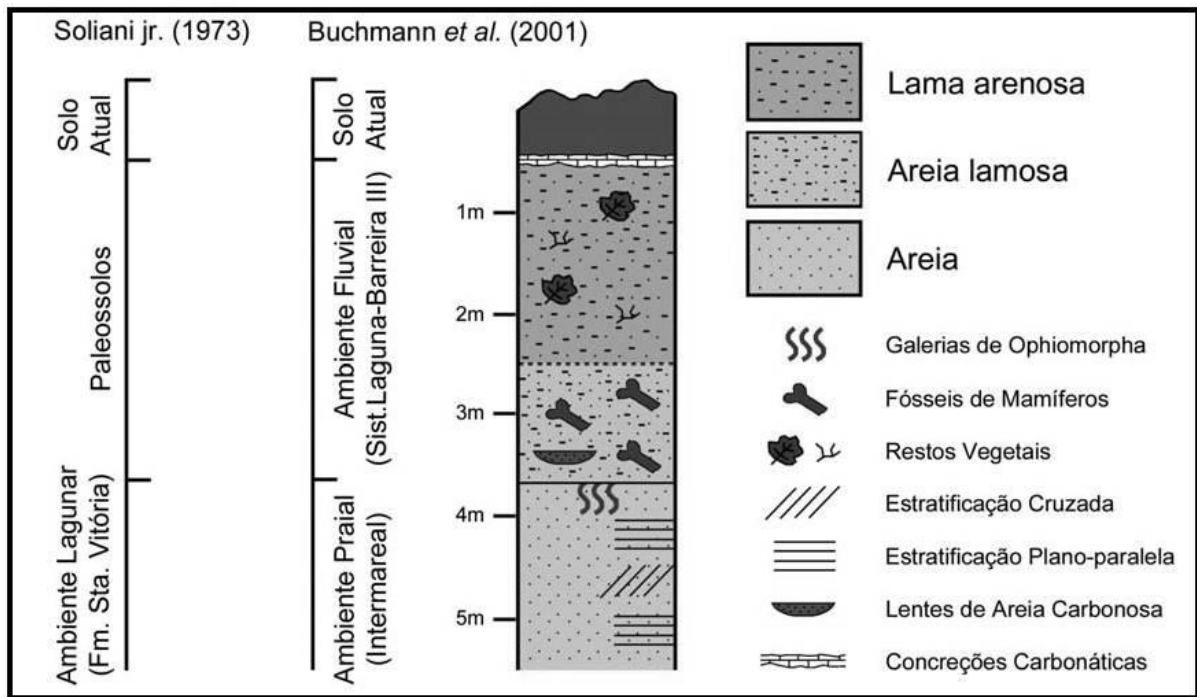 Soliani jr. (1973)
Buchmann et al. (2001)
Solo
Atual
Paleossolos
Ambiente Lagunar
(Fm. Sta. Vitória)
Solo
Atual
Ambiente Fluvial
(Sist.Laguna-Barreira III)
Ambiente Praial
(Intermareal)
1m
2m
3m
4m
5m
Lama arenosa
Areia lamosa
Areia
Galerias de Ophiomorpha
Fósseis de Mamíferos
Restos Vegetais
Estratificação Cruzada
Estratificação Plano-paralela
Lentes de Areia Carbonosa
Concreções Carbonáticas